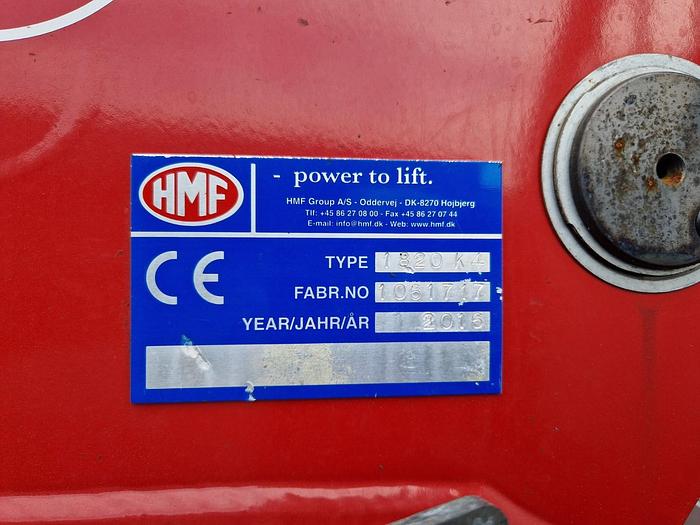 HMF
- power to lift.
HMF Group A/S - Oddervej - DK-8270 Højbjerg
Tlf: +45 86 27 08 00 - Fax +45 86 27 07 44
E-mail: info@hmf.dk - Web: www.hmf.dk
CE
TYPE 1820 K4
FABR.NO 1061717
YEAR/JAHR/ÅR 1 2016